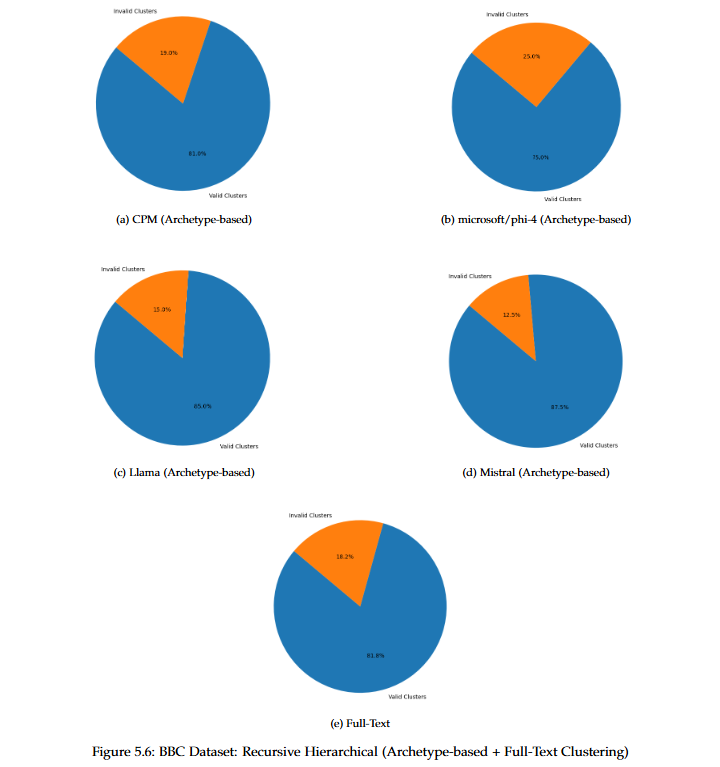 Invalid Clusters
19.0%
81.0%
Valid Clusters
(a) CPM (Archetype-based)
Invalid Clusters
25.0%
75.0%
Valid Clusters
(b) microsoft/phi-4 (Archetype-based)
Invalid Clusters
15.0%
85.0%
Valid Clusters
(c) Llama (Archetype-based)
Invalid Clusters
12.5%
87.5%
Valid Clusters
(d) Mistral (Archetype-based)
Invalid Clusters
18.2%
81.8%
Valid Clusters
(e) Full-Text
Figure 5.6: BBC Dataset: Recursive Hierarchical (Archetype-based + Full-Text Clustering)